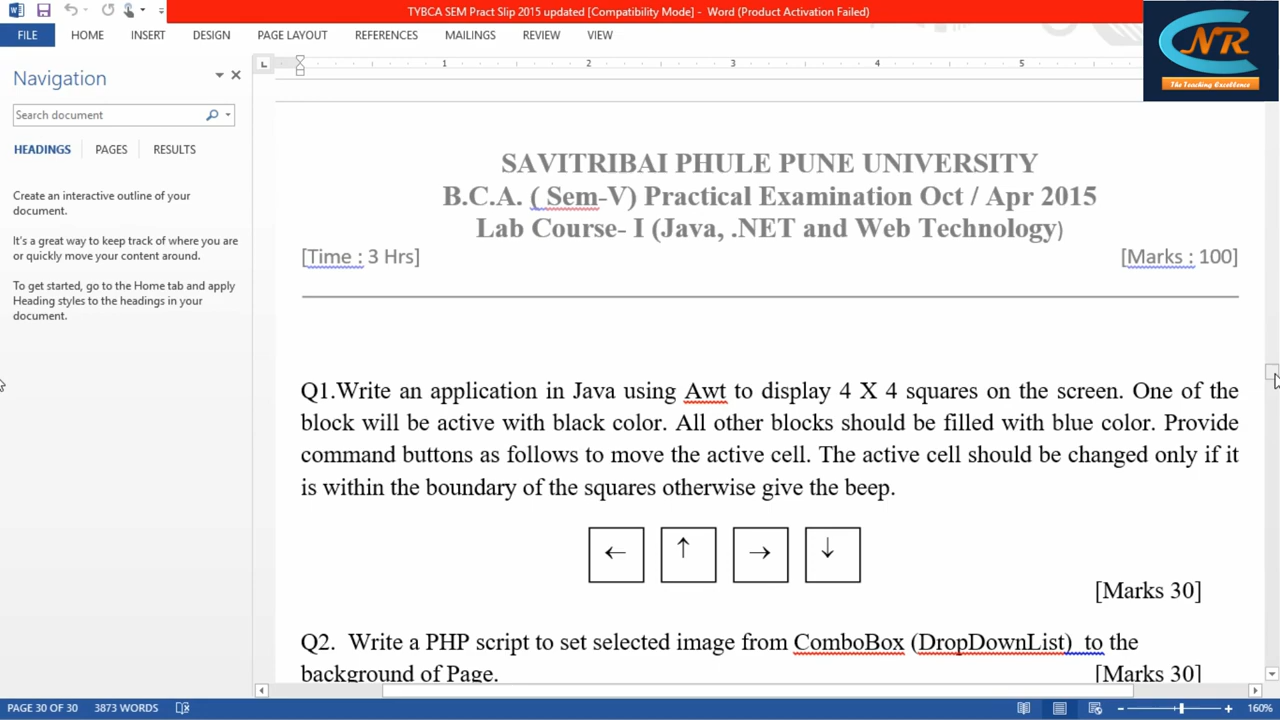 TYBCA SEM Pract Slip 2015 updated [Compatibility Mode] - Word (Product Activation Failed)
FILE HOME INSERT DESIGN PAGE LAYOUT REFERENCES MAILINGS REVIEW VIEW
CNR
The Teaching Excellence
Navigation
Search document
HEADINGS PAGES RESULTS
Create an interactive outline of your
document.
It's a great way to keep track of where you are
or quickly move your content around.
To get started, go to the Home tab and apply
Heading styles to the headings in your
document.
1 2 3 4 5
SAVITRIBAI PHULE PUNE UNIVERSITY
B.C.A. ( Sem-V) Practical Examination Oct / Apr 2015
Lab Course- I (Java, .NET and Web Technology)
[Time : 3 Hrs] [Marks : 100]
Q1.Write an application in Java using Awt to display 4 X 4 squares on the screen. One of the
block will be active with black color. All other blocks should be filled with blue color. Provide
command buttons as follows to move the active cell. The active cell should be changed only if it
is within the boundary of the squares otherwise give the beep.
← ↑ → ↓
[Marks 30]
Q2. Write a PHP script to set selected image from ComboBox (DropDownList) to the
background of Page. [Marks 30]
PAGE 30 OF 30 3873 WORDS 160%